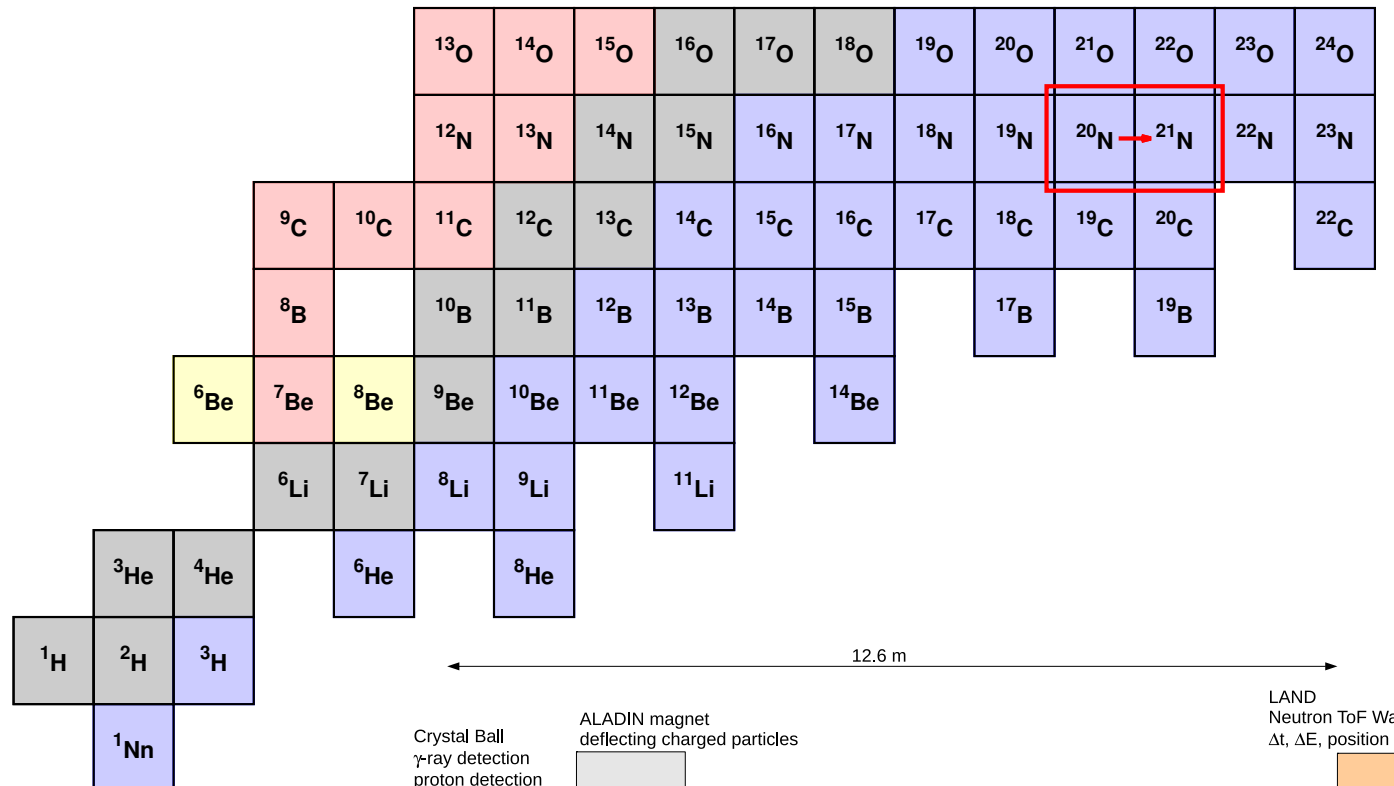 ¹³O ¹⁴O ¹⁵O ¹⁶O ¹⁷O ¹⁸O ¹⁹O ²⁰O ²¹O ²²O ²³O ²⁴O
¹²N ¹³N ¹⁴N ¹⁵N ¹⁶N ¹⁷N ¹⁸N ¹⁹N ²⁰N ²¹N ²²N ²³N
⁹C ¹⁰C ¹¹C ¹²C ¹³C ¹⁴C ¹⁵C ¹⁶C ¹⁷C ¹⁸C ¹⁹C ²⁰C ²²C
⁸B ¹⁰B ¹¹B ¹²B ¹³B ¹⁴B ¹⁵B ¹⁷B ¹⁹B
⁶Be ⁷Be ⁸Be ⁹Be ¹⁰Be ¹¹Be ¹²Be ¹⁴Be
⁶Li ⁷Li ⁸Li ⁹Li ¹¹Li
³He ⁴He ⁶He ⁸He
¹H ²H ³H
¹Nn
12.6 m
Crystal Ball
γ-ray detection
proton detection
ALADIN magnet
deflecting charged particles
LAND
Neutron ToF Wa
Δt, ΔE, position